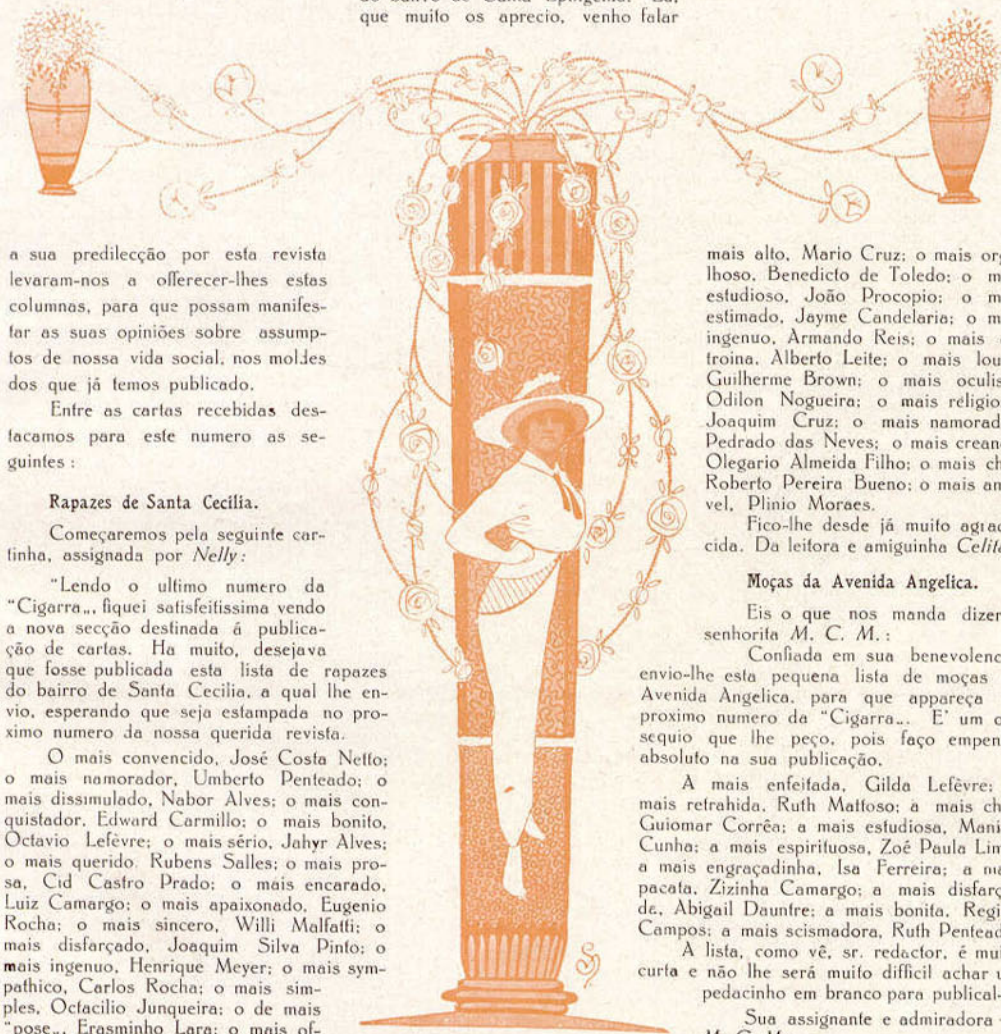 que muito os aprecio, venho falar
a sua predilecção por esta revista
levaram-nos a offerecer-lhes estas
columnas, para que possam manifes-
tar as suas opiniões sobre assump-
tos de nossa vida social, nos moldes
dos que já temos publicado.
Entre as cartas recebidas des-
tacamos para este numero as se-
guintes :
Rapazes de Santa Cecilia.
Começaremos pela seguinte car-
tinha, assignada por Nelly:
"Lendo o ultimo numero da
"Cigarra„, fiquei satisfeitissima vendo
a nova secção destinada á publica-
ção de cartas. Ha muito, desejava
que fosse publicada esta lista de rapazes
do bairro de Santa Cecilia, a qual lhe en-
vio, esperando que seja estampada no pro-
ximo numero da nossa querida revista.
O mais convencido, José Costa Netto;
o mais namorador, Umberto Penteado; o
mais dissimulado, Nabor Alves; o mais con-
quistador, Edward Carmillo; o mais bonito,
Octavio Lefèvre; o mais sério, Jahyr Alves;
o mais querido, Rubens Salles; o mais pro-
sa, Cid Castro Prado; o mais encarado,
Luiz Camargo; o mais apaixonado, Eugenio
Rocha; o mais sincero, Willi Malfatti; o
mais disfarçado, Joaquim Silva Pinto; o
mais ingenuo, Henrique Meyer; o mais sym-
pathico, Carlos Rocha; o mais sim-
ples, Octacilio Junqueira; o de mais
"pose„, Erasminho Lara; o mais of-
mais alto, Mario Cruz; o mais org
lhoso, Benedicto de Toledo; o m
estudioso, João Procopio; o m
estimado, Jayme Candelaria; o m
ingenuo, Armando Reis; o mais
troina, Alberto Leite; o mais lou
Guilherme Brown; o mais oculis
Odilon Nogueira; o mais réligio
Joaquim Cruz; o mais namorad
Pedrado das Neves; o mais crean
Olegario Almeida Filho; o mais ch
Roberto Pereira Bueno; o mais am
vel, Plinio Moraes.
Fico-lhe desde já muito agrad
cida. Da leitora e amiguinha Celit
Moças da Avenida Angelica.
Eis o que nos manda dizer
senhorita M. C. M. :
Confiada em sua benevolenc
envio-lhe esta pequena lista de moças
Avenida Angelica, para que appareça
proximo numero da "Cigarra„. E' um o
sequio que lhe peço, pois faço empen
absoluto na sua publicação.
A mais enfeitada, Gilda Lefèvre;
mais retrahida, Ruth Mattoso; a mais ch
Guiomar Corrêa; a mais estudiosa, Mani
Cunha; a mais espirituosa, Zoé Paula Lim
a mais engraçadinha, Isa Ferreira; a ma
pacata, Zizinha Camargo; a mais disfarç
da, Abigail Dauntre; a mais bonita, Regi
Campos; a mais scismadora, Ruth Pentead
A lista, como vê, sr. redactor, é mui
curta e não lhe será muito difficil achar u
pedacinho em branco para publical-
Sua assignante e admiradora